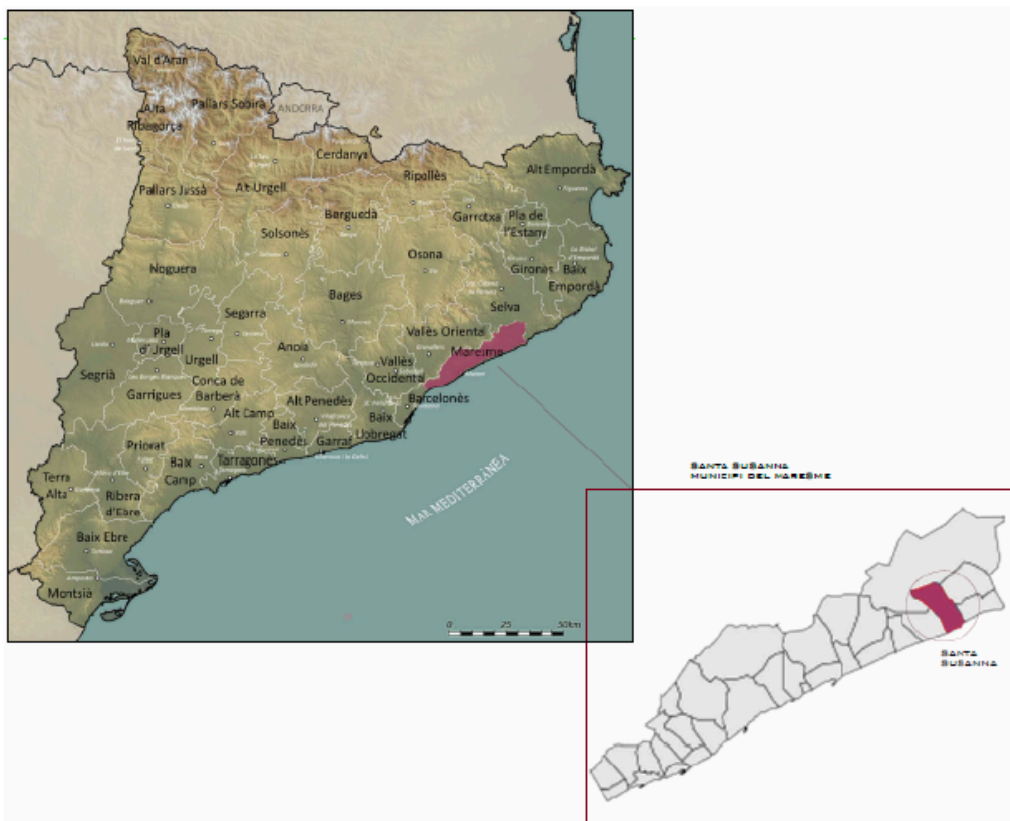 Val d'Aran
Alta
Ribagorça
Pallars Sobirà
ANDORRA
Cerdanya
Pallars Jussà
Alt Urgell
Ripollès
Alt Empordà
Berguedà
Garrotxa
Pla de
l'Estany
Solsonès
Osona
Gironès
Baix
Empordà
Noguera
Bages
Selva
Segarra
Vallès Orienta
Maresme
Pla
d'Urgell
Urgell
Anoia
Vallès
Occidenta
Segrià
Garrigues
Conca de
Barberà
Alt Penedès
Barcelonès
Alt Camp
Baix
Penedès
Garraf
Baix
Llobregat
Priorat
Baix
Camp
Tarragonès
Terra
Alta
Ribera
d'Ebre
Baix Ebre
Montsià
MAR MEDITERRÀNEA
0 25 50km
SANTA SUSANNA
MUNICIPI DEL MARESME
SANTA
SUSANNA